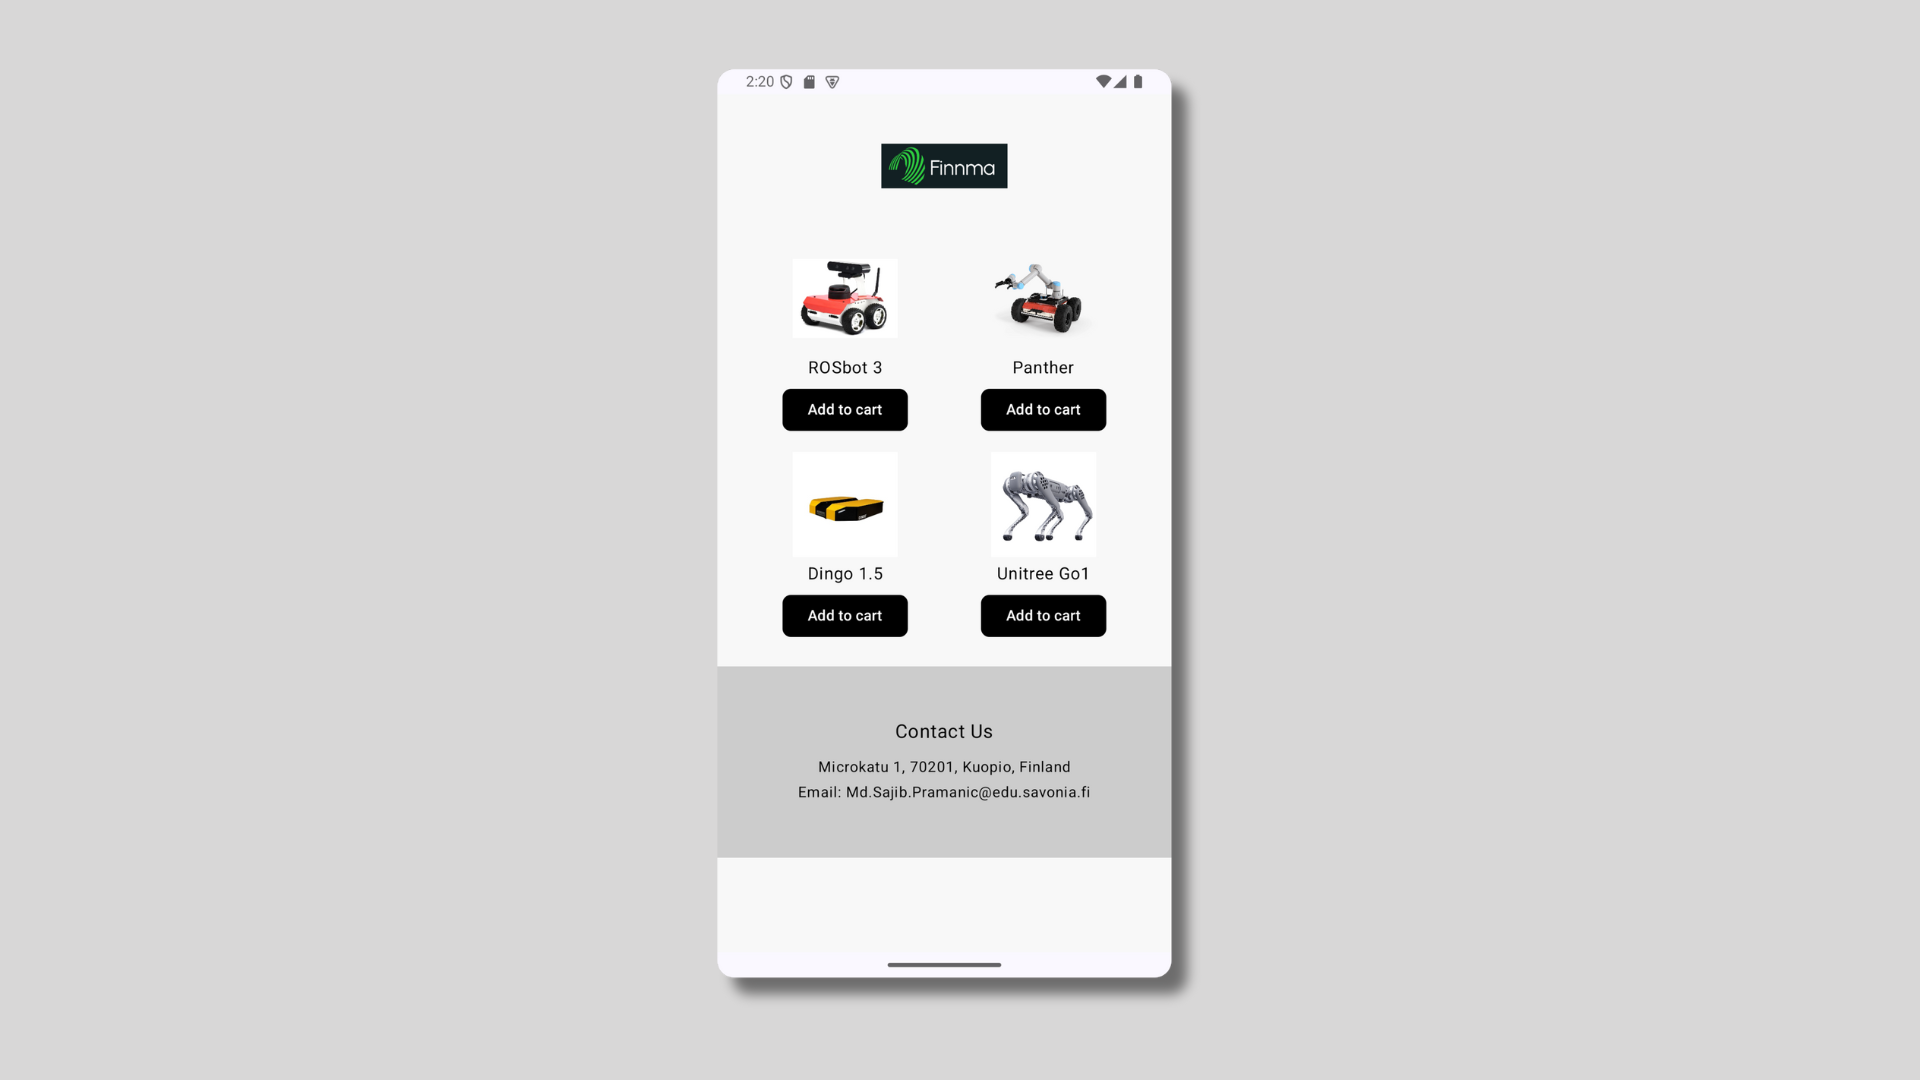 2:20
Finnma
ROSbot 3
Panther
Add to cart
Add to cart
Dingo 1.5
Unitree Go1
Add to cart
Add to cart
Contact Us
Microkatu 1, 70201, Kuopio, Finland
Email: Md.Sajib.Pramanic@edu.savonia.fi